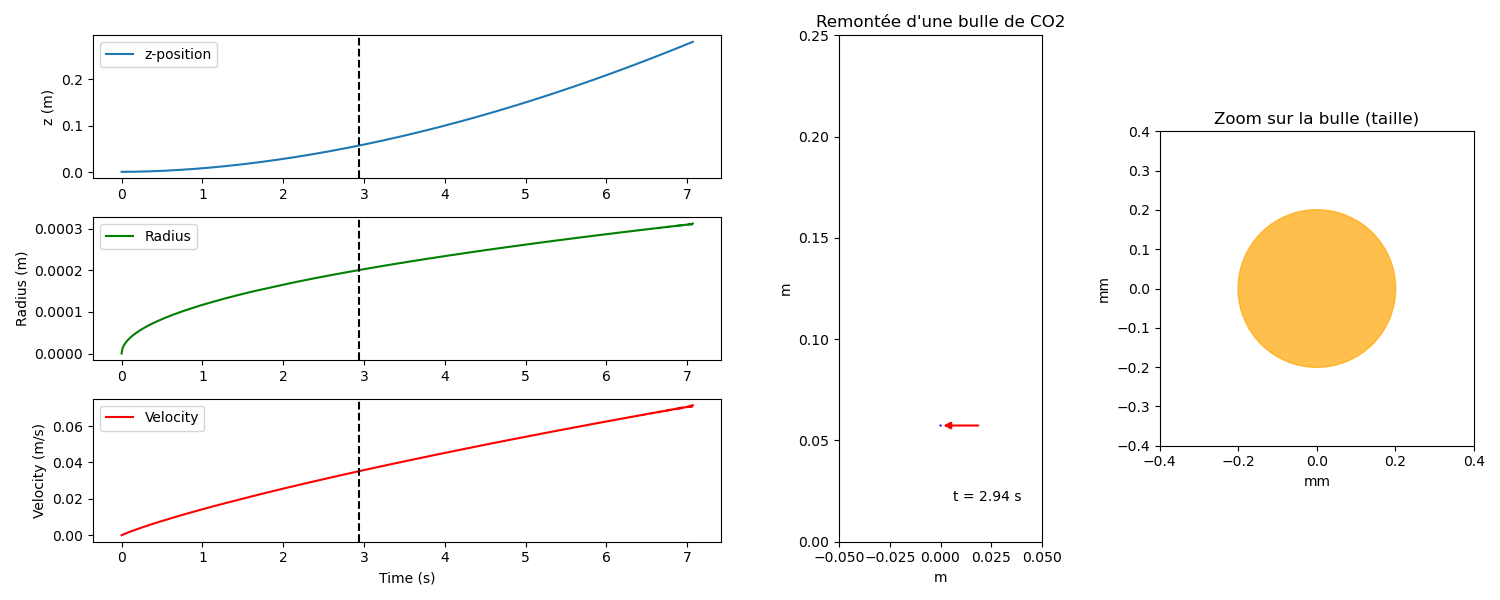 z-position
z (m)
0.2
0.1
0.0
0 1 2 3 4 5 6 7
Radius
Radius (m)
0.0003
0.0002
0.0001
0.0000
0 1 2 3 4 5 6 7
Velocity
Velocity (m/s)
0.06
0.04
0.02
0.00
0 1 2 3 4 5 6 7
Time (s)
Remontée d'une bulle de CO2
0.25
0.20
0.15
m
0.10
0.05
t = 2.94 s
0.00
−0.050 −0.025 0.000 0.025 0.050
m
Zoom sur la bulle (taille)
0.4
0.3
0.2
0.1
mm
0.0
−0.1
−0.2
−0.3
−0.4
−0.4 −0.2 0.0 0.2 0.4
mm